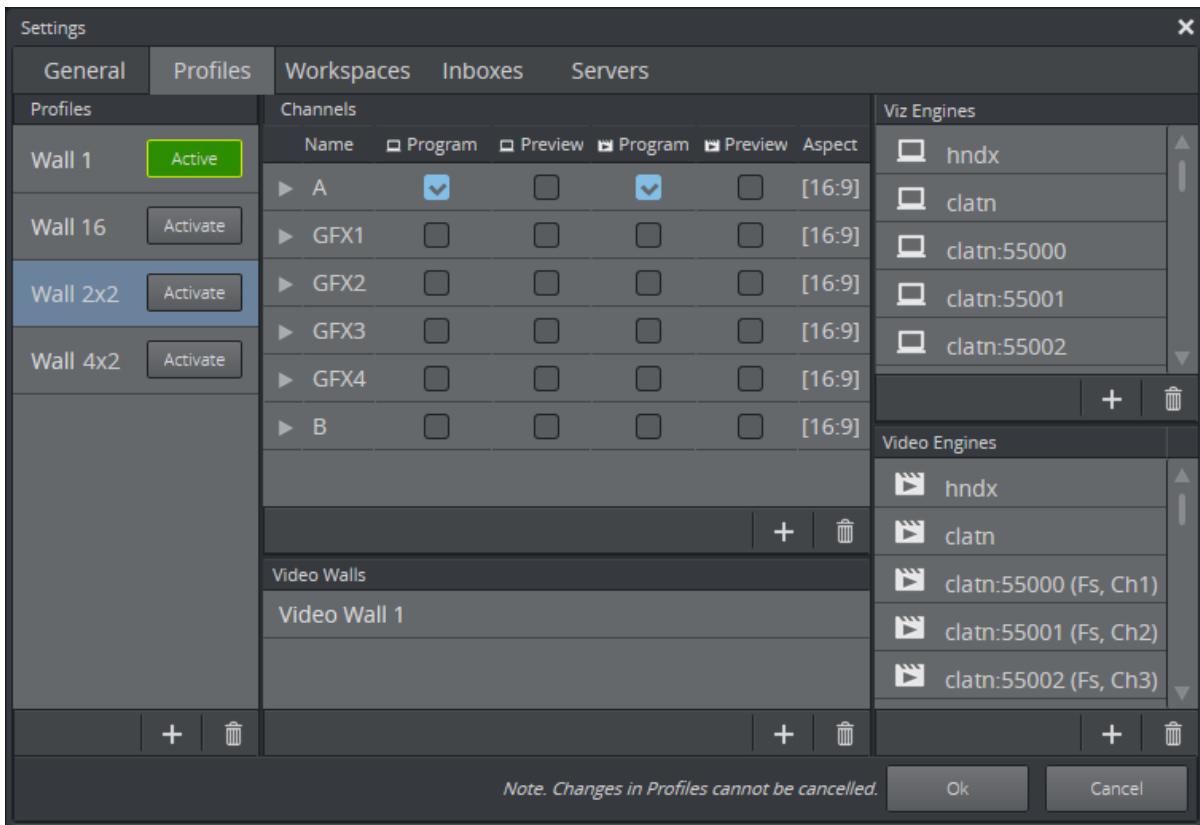 Settings
General Profiles Workspaces Inboxes Servers
Profiles
Wall 1 Active
Wall 16 Activate
Wall 2x2 Activate
Wall 4x2 Activate
Channels
Name Program Preview Program Preview Aspect
A [16:9]
GFX1 [16:9]
GFX2 [16:9]
GFX3 [16:9]
GFX4 [16:9]
B [16:9]
Video Walls
Video Wall 1
Viz Engines
hndx
clatn
clatn:55000
clatn:55001
clatn:55002
Video Engines
hndx
clatn
clatn:55000 (Fs, Ch1)
clatn:55001 (Fs, Ch2)
clatn:55002 (Fs, Ch3)
Note. Changes in Profiles cannot be cancelled. Ok Cancel